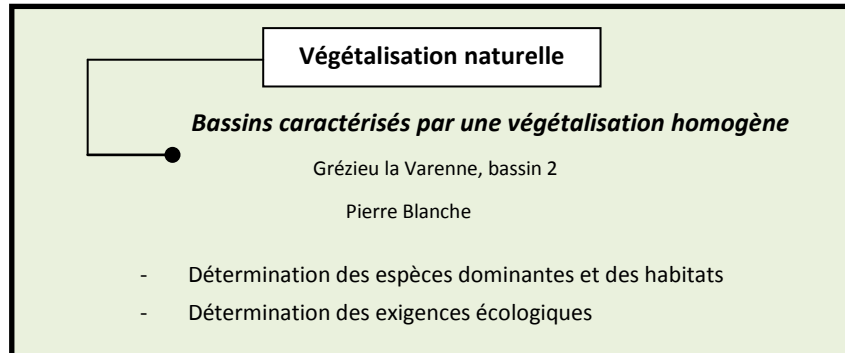 Végétalisation naturelle
Bassins caractérisés par une végétalisation homogène
Grézieu la Varenne, bassin 2
Pierre Blanche
- Détermination des espèces dominantes et des habitats
- Détermination des exigences écologiques